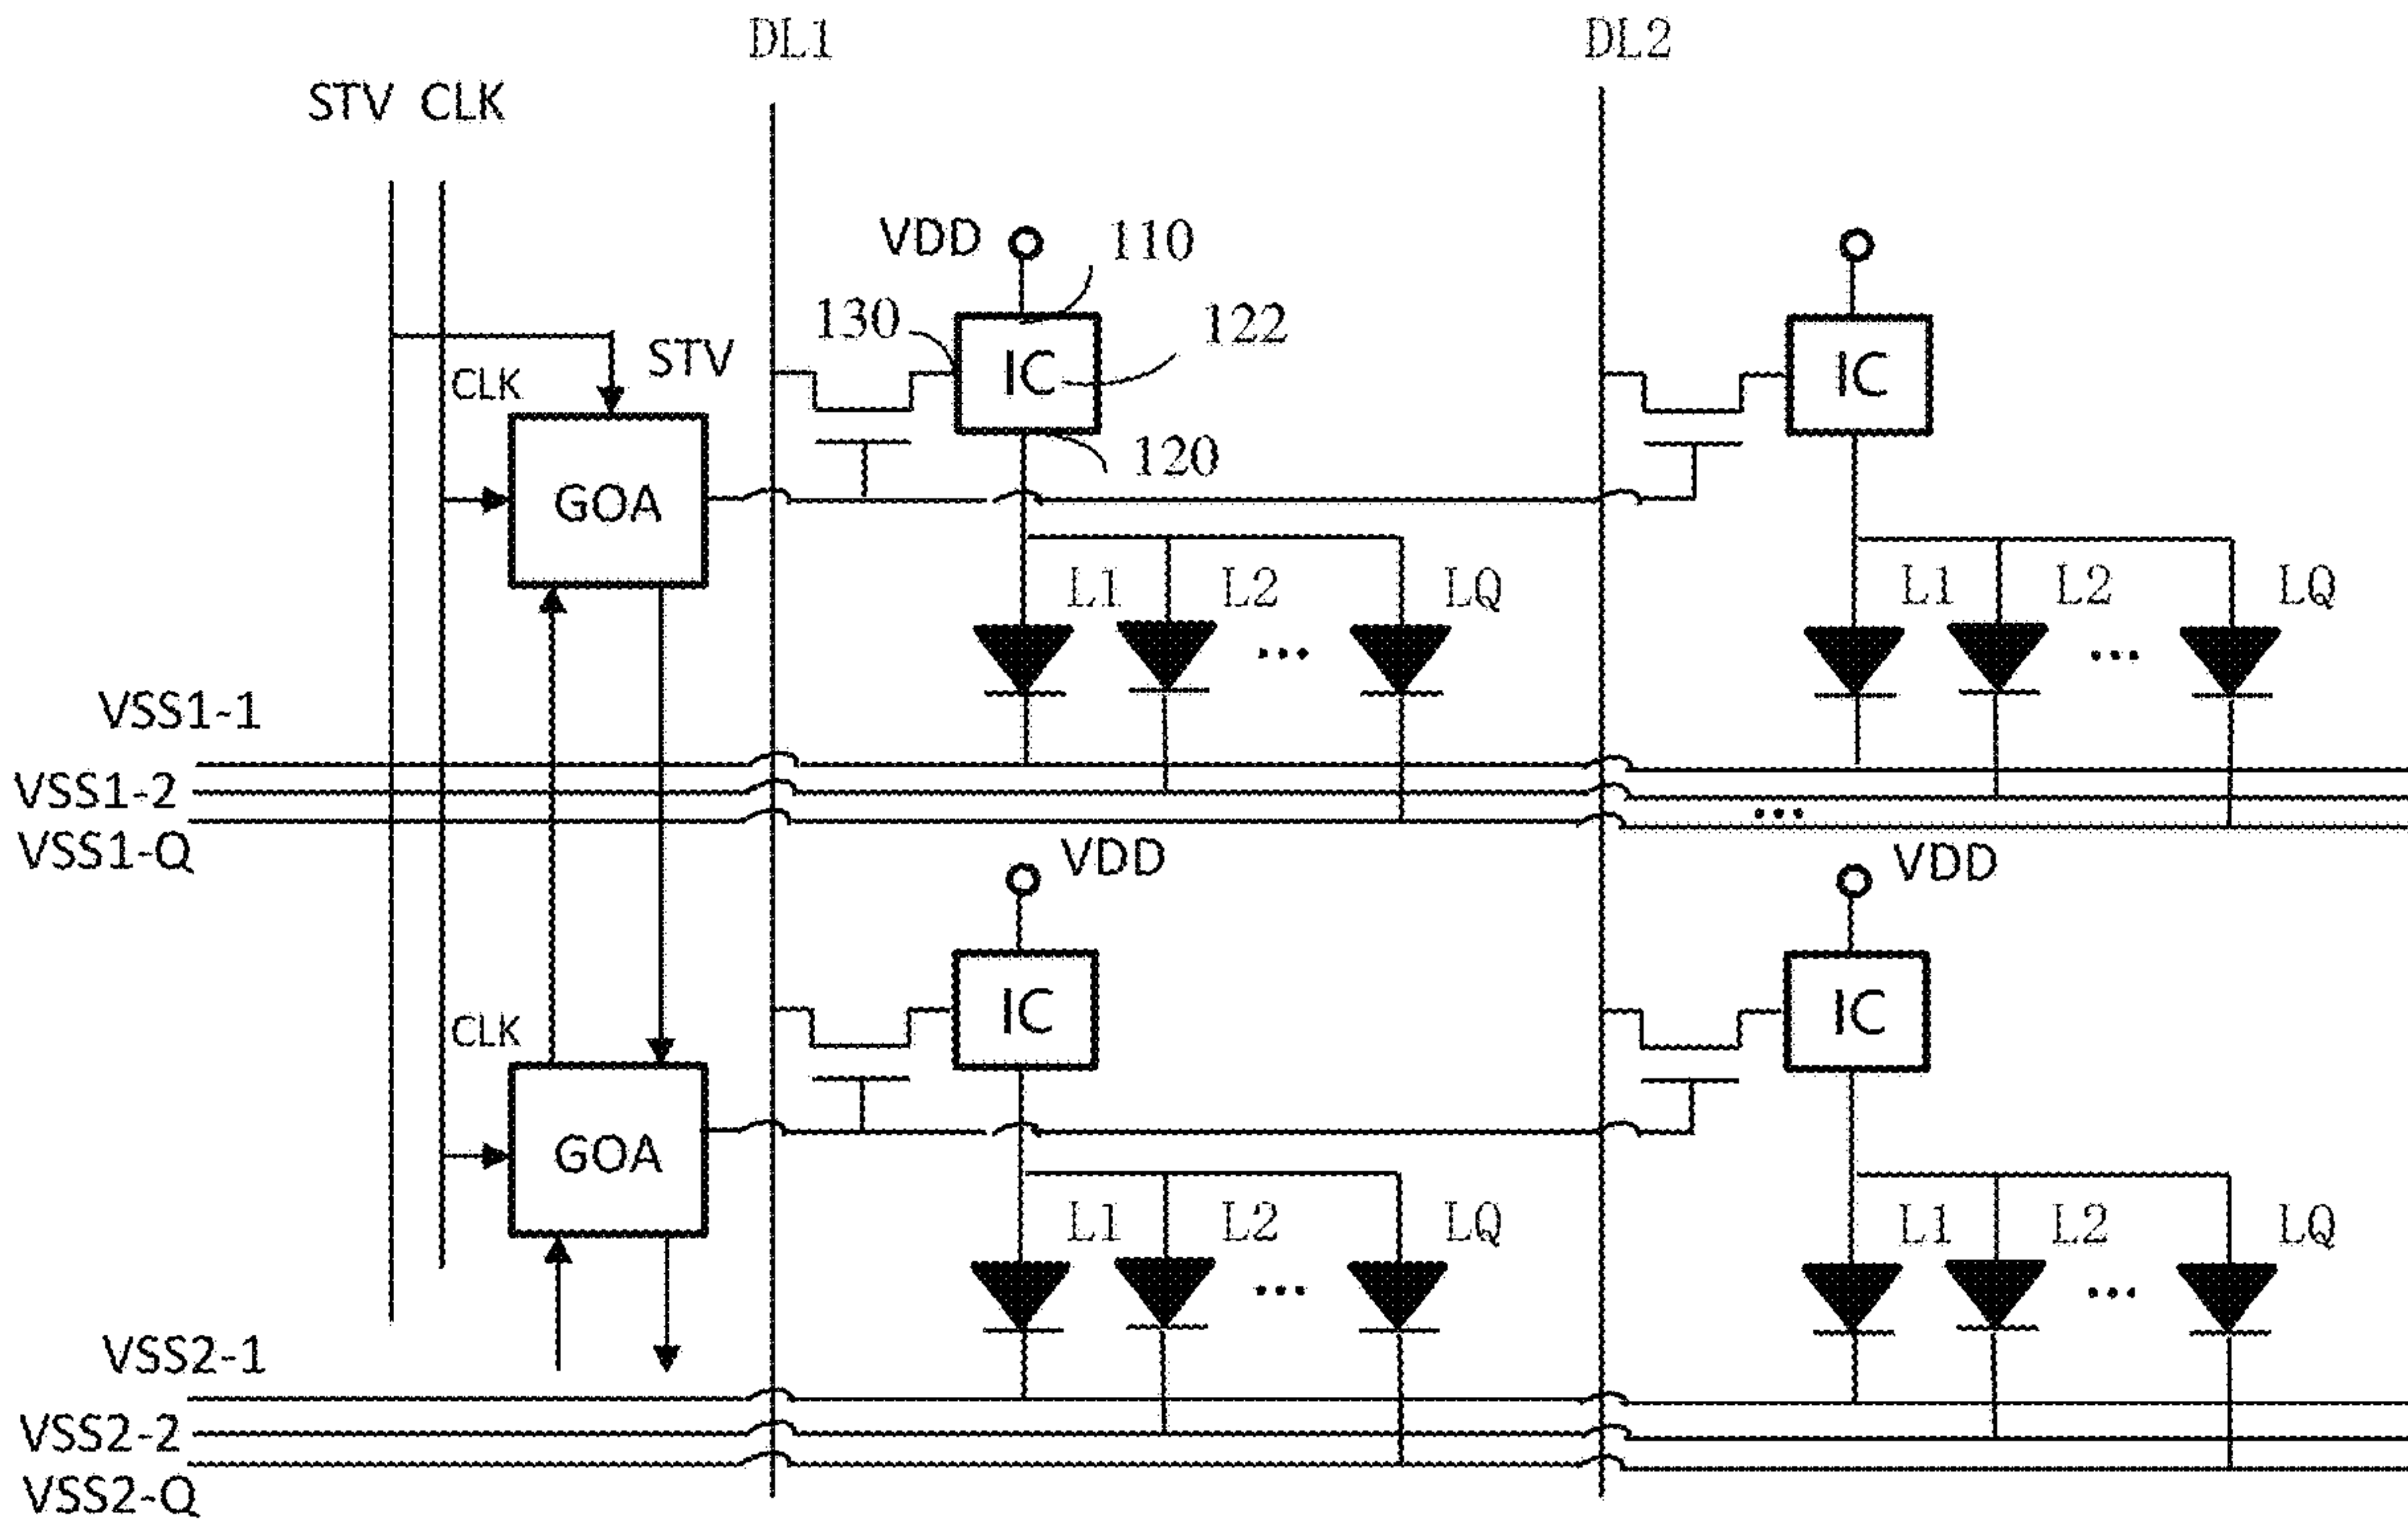 DL1
DL2
STV CLK
VDD
110
130
122
IC
IC
STV
CLK
120
GOA
L1
L2
LQ
L1
L2
LQ
...
...
VSS1-1
VSS1-2
...
VSS1-Q
VDD
VDD
IC
IC
CLK
GOA
L1
L2
LQ
L1
L2
LQ
...
...
VSS2-1
VSS2-2
VSS2-Q